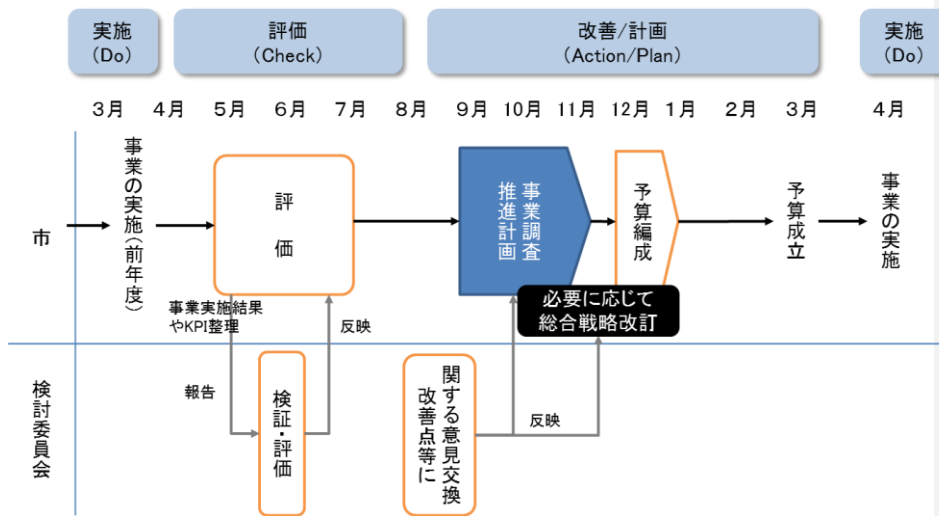 実施
(Do)
評価
(Check)
改善/計画
(Action/Plan)
実施
(Do)
3月
4月
5月
6月
7月
8月
9月
10月
11月
12月
1月
2月
3月
4月
市
事業の実施(前年度)
評価
事業調査
推進計画
予算編成
予算成立
事業の実施
必要に応じて
総合戦略改訂
事業実施結果
やKPI整理
反映
検討委員会
報告
検証・評価
改善点等に
関する意見交換
反映